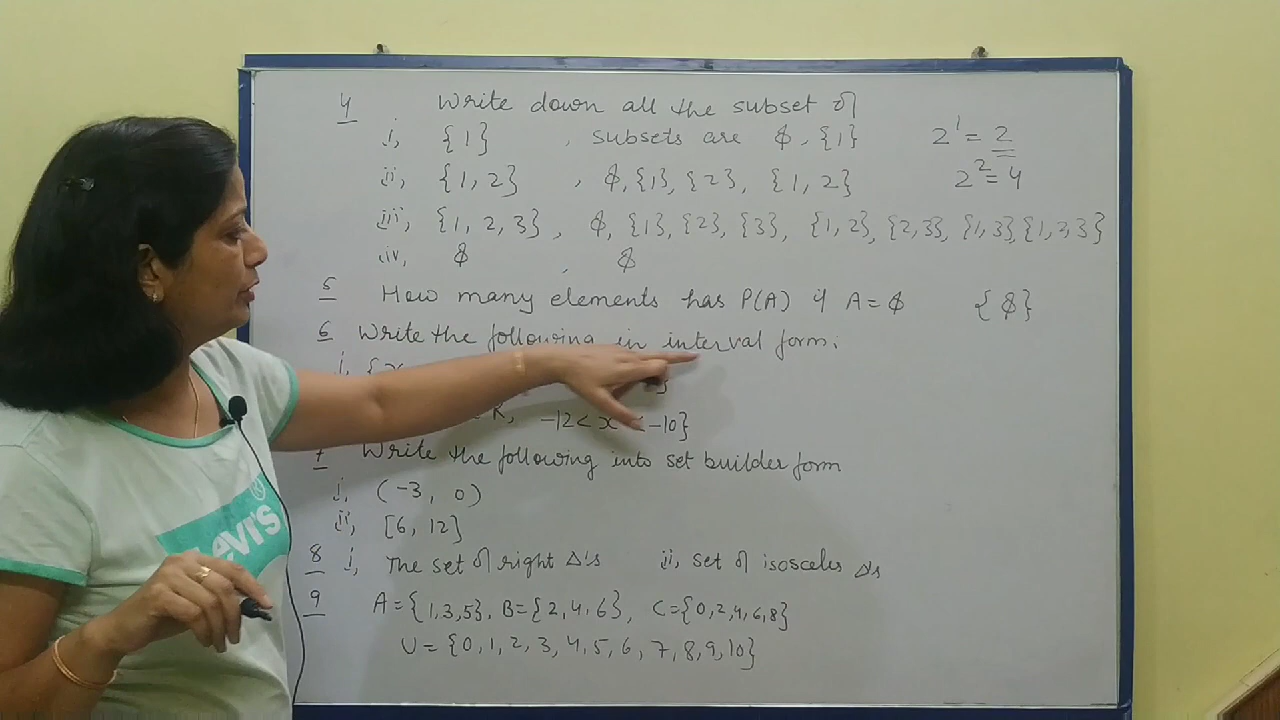 4 Write down all the subset of
i, {1} , subsets are ϕ, {1} 2¹ = 2
ii, {1, 2} , ϕ, {1}, {2}, {1, 2} 2² = 4
iii, {1, 2, 3} , ϕ, {1}, {2}, {3}, {1, 2}, {2,3}, {1,3}, {1,2,3}
iv, ϕ , ϕ
5 How many elements has P(A) if A = ϕ {ϕ}
6 Write the following in interval form.
i, {x }
R, -12 < x < -10}
7 Write the following into set builder form
i, (-3, 0)
ii, [6, 12]
8 i, The set of right Δ's ii, set of isosceles Δ's
9 A = {1,3,5}, B = {2,4,6}, C = {0,2,4,6,8}
U = {0, 1, 2, 3, 4, 5, 6, 7, 8, 9, 10}
Levi's